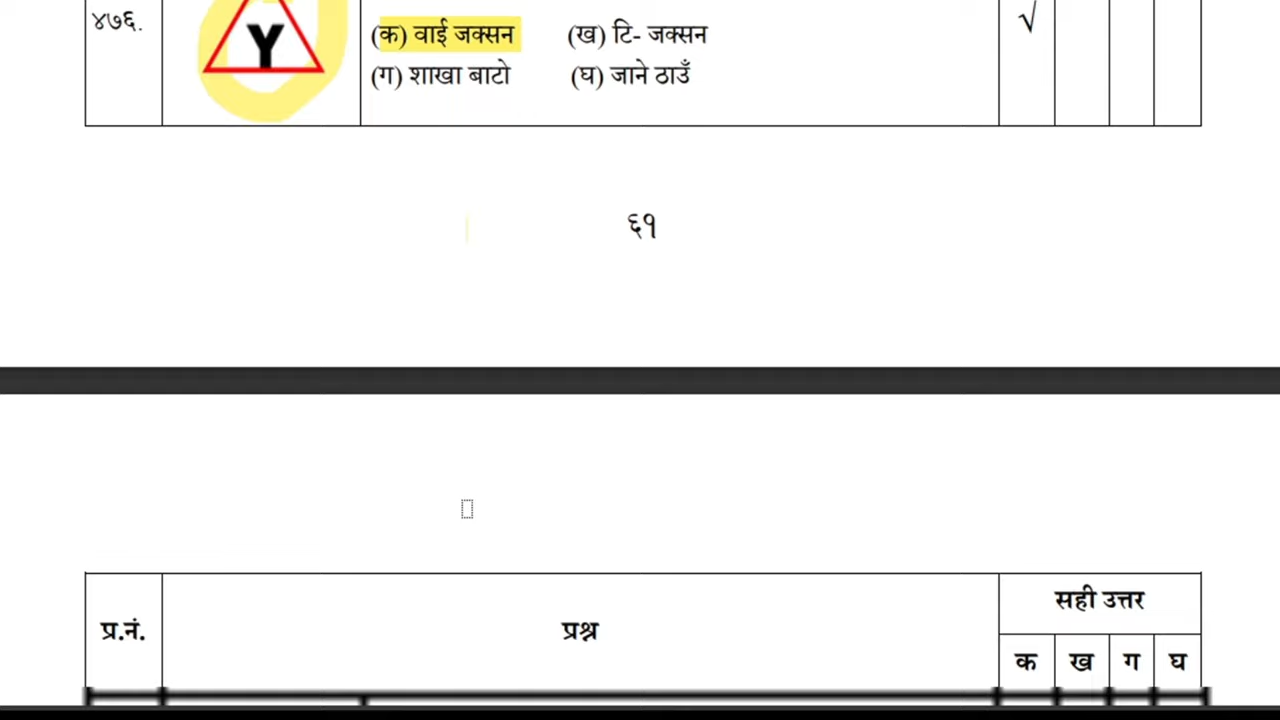 ४७६.
Y
(क) वाई जक्सन (ख) टि- जक्सन
(ग) शाखा बाटो (घ) जाने ठाउँ
√
६१
सही उत्तर
प्र.नं. प्रश्न
क ख ग घ